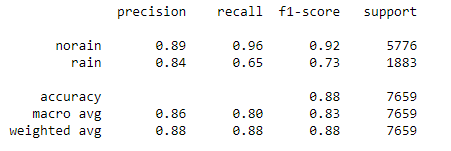 precision recall f1-score support
norain 0.89 0.96 0.92 5776
rain 0.84 0.65 0.73 1883
accuracy 0.88 7659
macro avg 0.86 0.80 0.83 7659
weighted avg 0.88 0.88 0.88 7659